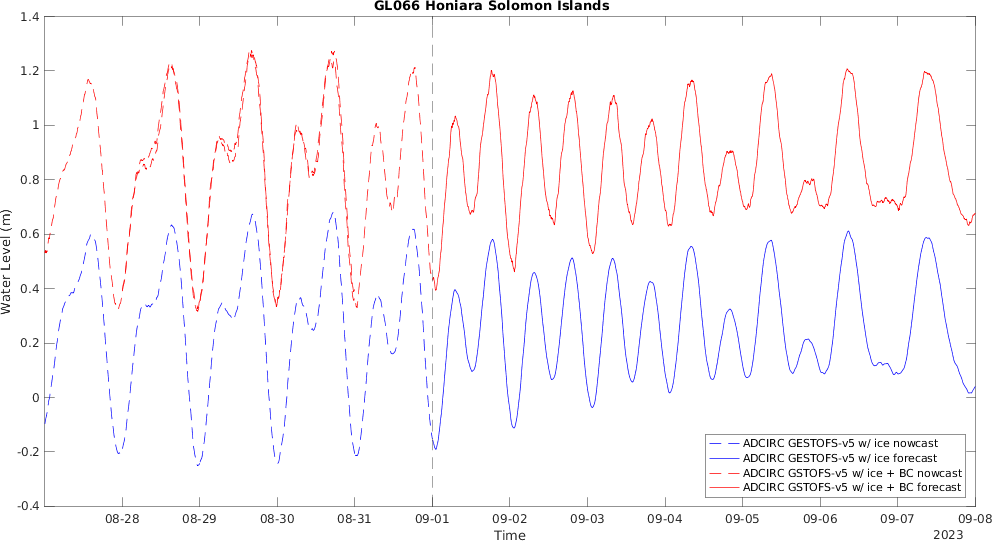 GL066 Honiara Solomon Islands
Water Level (m)
1.4
1.2
1
0.8
0.6
0.4
0.2
0
-0.2
-0.4
ADCIRC GESTOFS-v5 w/ ice nowcast
ADCIRC GESTOFS-v5 w/ ice forecast
ADCIRC GSTOFS-v5 w/ ice + BC nowcast
ADCIRC GSTOFS-v5 w/ ice + BC forecast
08-28 08-29 08-30 08-31 09-01 09-02 09-03 09-04 09-05 09-06 09-07 09-08
Time
2023